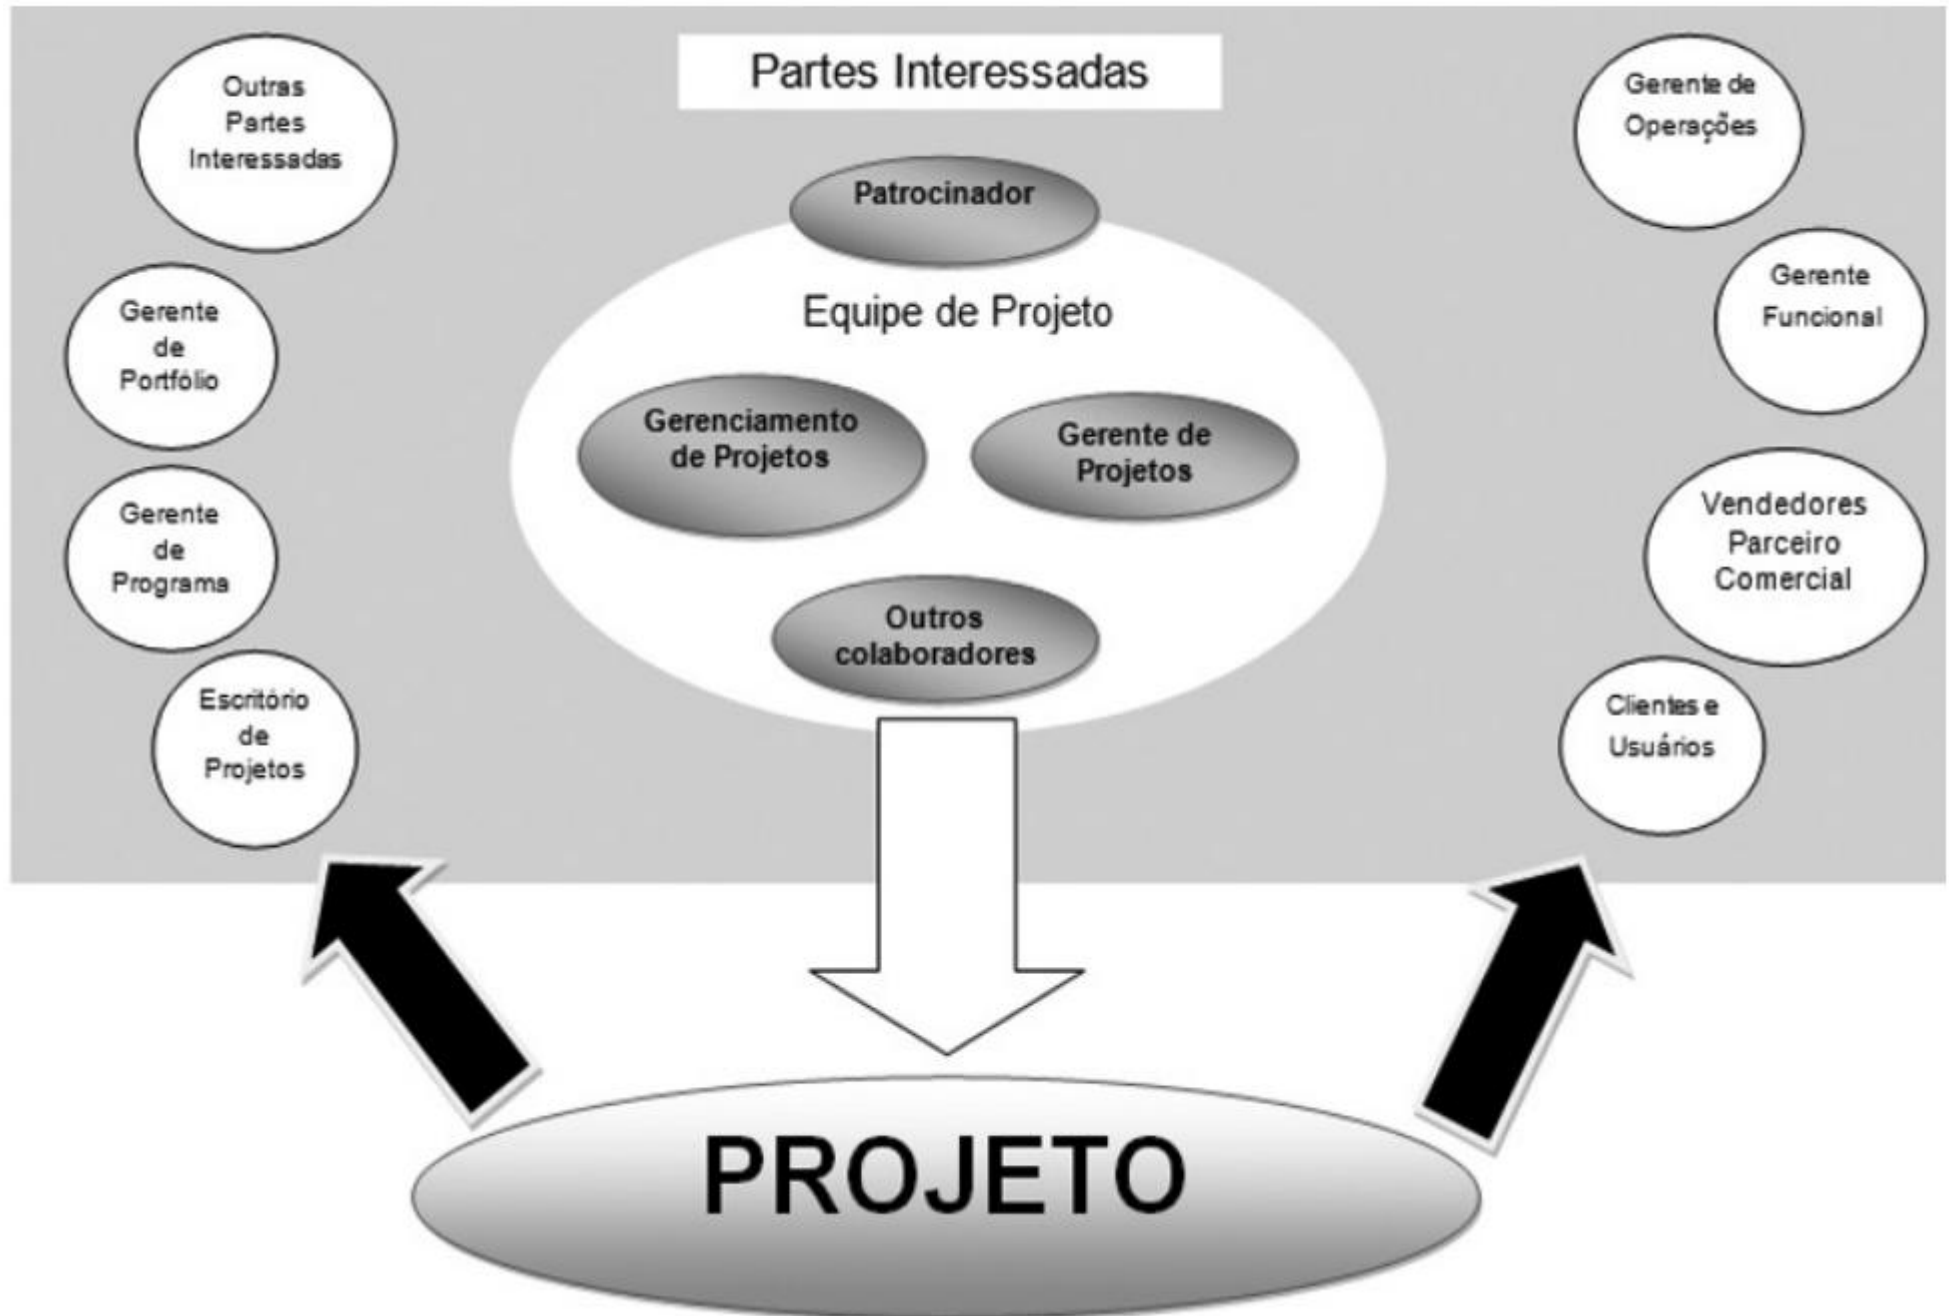 Partes Interessadas
Outras
Partes
Interessadas
Gerente
de
Portfólio
Gerente
de
Programa
Escritório
de
Projetos
Patrocinador
Equipe de Projeto
Gerenciamento
de Projetos
Gerente de
Projetos
Outros
colaboradores
Gerente de
Operações
Gerente
Funcional
Vendedores
Parceiro
Comercial
Clientes e
Usuários
PROJETO